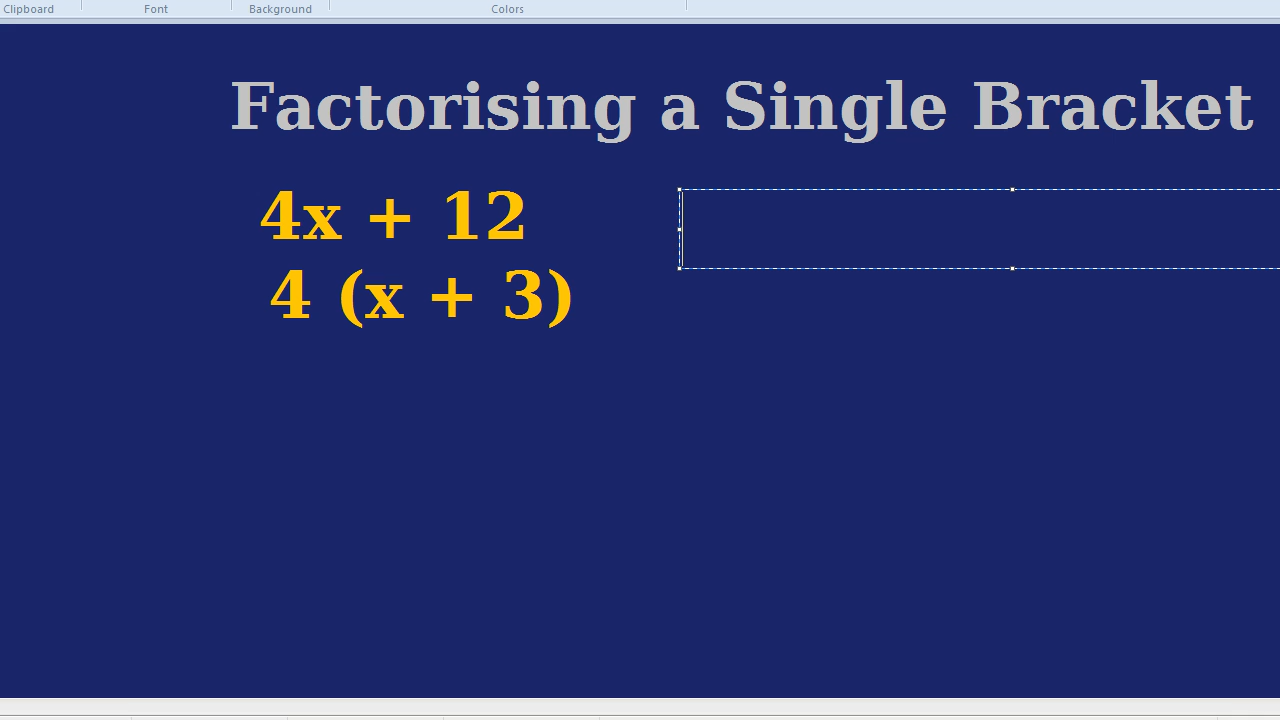 Clipboard Font Background Colors
Factorising a Single Bracket
4x + 12
4 (x + 3)